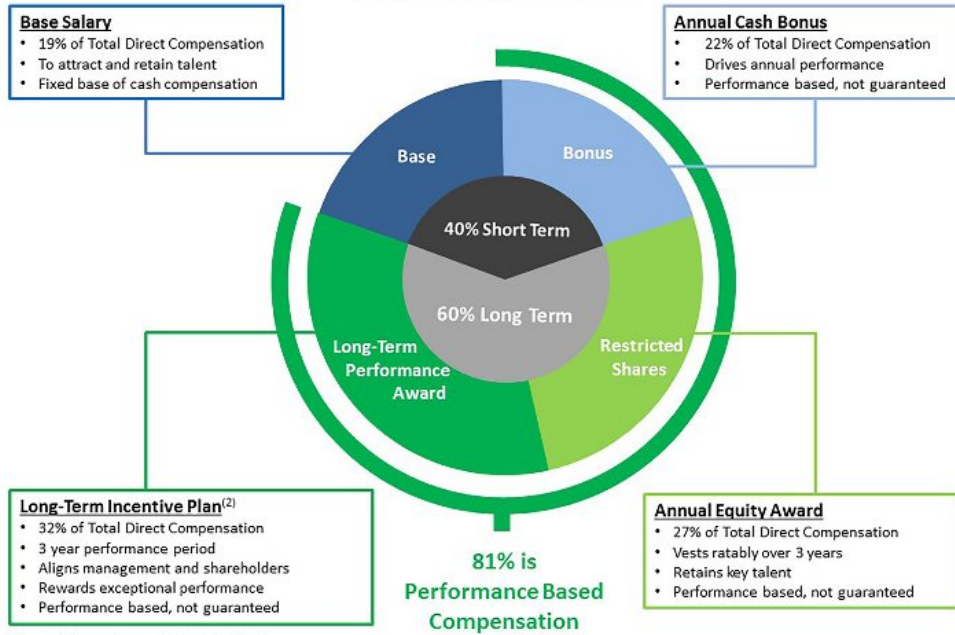 Base Salary
• 19% of Total Direct Compensation
• To attract and retain talent
• Fixed base of cash compensation
Annual Cash Bonus
• 22% of Total Direct Compensation
• Drives annual performance
• Performance based, not guaranteed
Base
Bonus
40% Short Term
60% Long Term
Long-Term
Performance
Award
Restricted
Shares
Long-Term Incentive Plan(2)
• 32% of Total Direct Compensation
• 3 year performance period
• Aligns management and shareholders
• Rewards exceptional performance
• Performance based, not guaranteed
81% is
Performance Based
Compensation
Annual Equity Award
• 27% of Total Direct Compensation
• Vests ratably over 3 years
• Retains key talent
• Performance based, not guaranteed